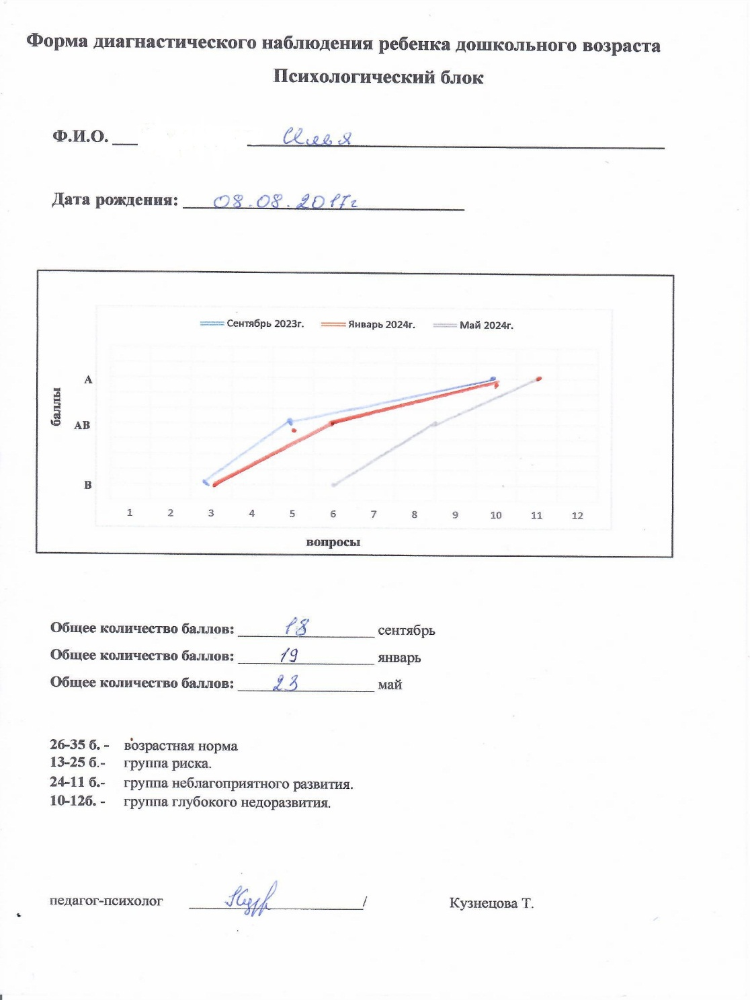 Форма диагнастического наблюдения ребенка дошкольного возраста
Психологический блок
Ф.И.О. ___ Илья
Дата рождения: 08.08.2017г
Сентябрь 2023г. Январь 2024г. Май 2024г.
баллы
А
АВ
В
1 2 3 4 5 6 7 8 9 10 11 12
вопросы
Общее количество баллов: 18 сентябрь
Общее количество баллов: 19 январь
Общее количество баллов: 23 май
26-35 б. - возрастная норма
13-25 б.- группа риска.
24-11 б.- группа неблагоприятного развития.
10-12б. - группа глубокого недоразвития.
педагог-психолог / Кузнецова Т.